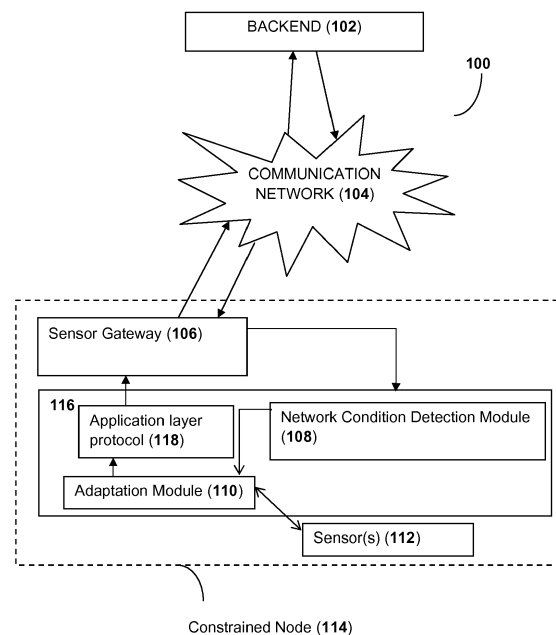 BACKEND (102)
100
COMMUNICATION
NETWORK (104)
Sensor Gateway (106)
116
Application layer
protocol (118)
Network Condition Detection Module
(108)
Adaptation Module (110)
Sensor(s) (112)
Constrained Node (114)